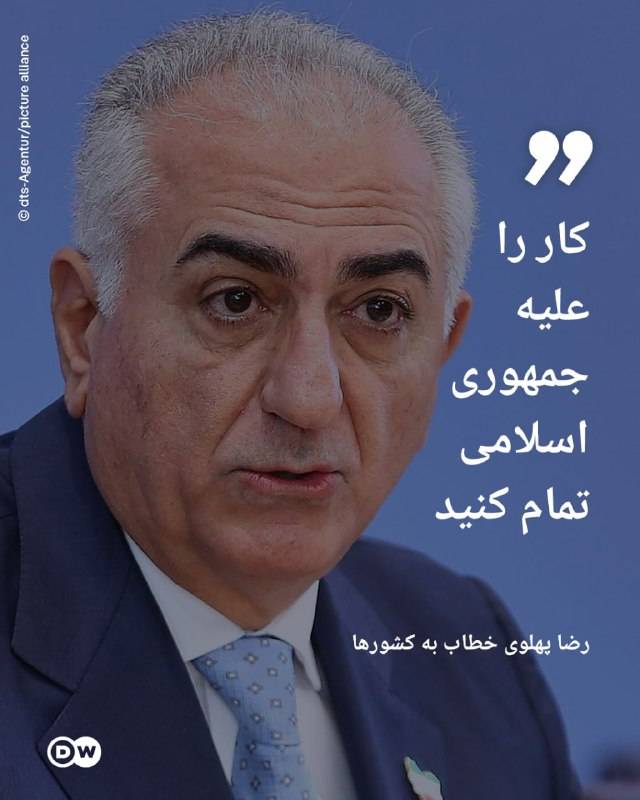 © dts-Agentur/picture alliance
”
کار را
علیه
جمهوری
اسلامی
تمام کنید
رضا پهلوی خطاب به کشورها
DW